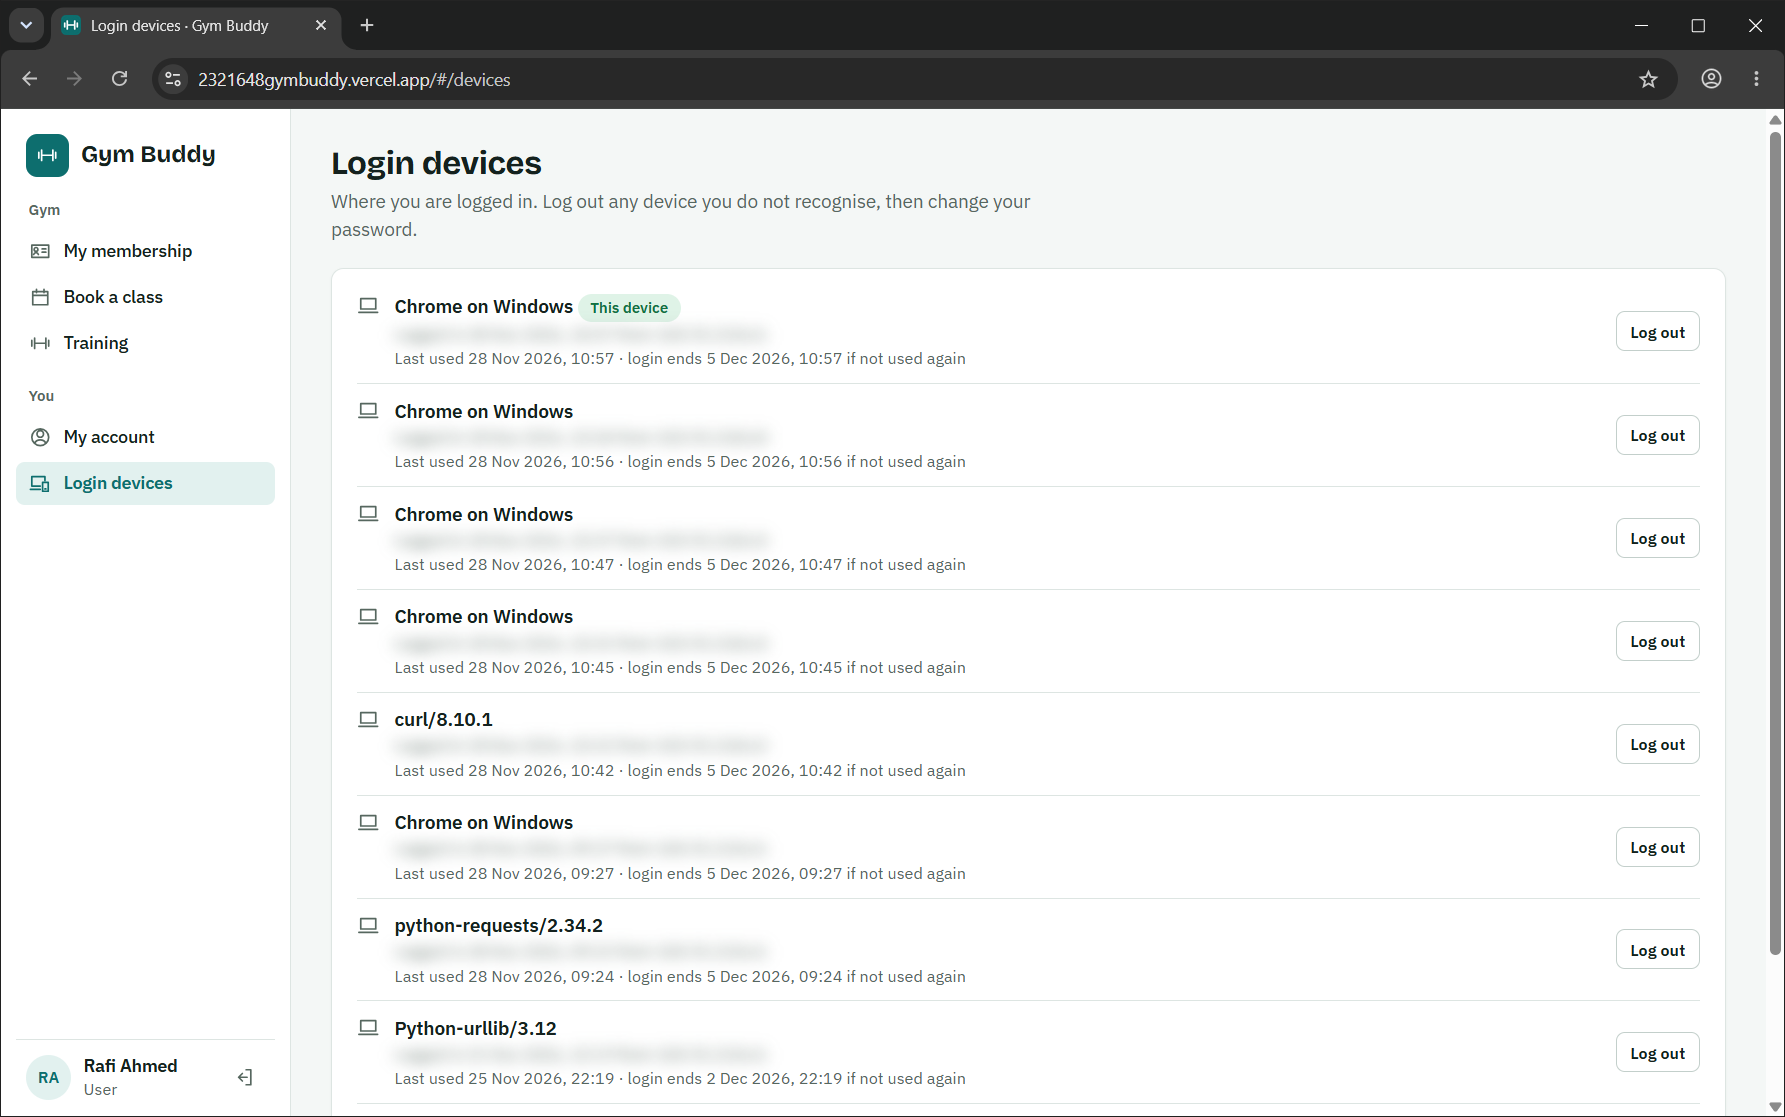 Login devices · Gym Buddy
2321648gymbuddy.vercel.app/#/devices
Gym Buddy
Gym
My membership
Book a class
Training
You
My account
Login devices
RA
Rafi Ahmed
User
Login devices
Where you are logged in. Log out any device you do not recognise, then change your
password.
Chrome on Windows This device
Last used 28 Nov 2026, 10:57 · login ends 5 Dec 2026, 10:57 if not used again
Log out
Chrome on Windows
Last used 28 Nov 2026, 10:56 · login ends 5 Dec 2026, 10:56 if not used again
Log out
Chrome on Windows
Last used 28 Nov 2026, 10:47 · login ends 5 Dec 2026, 10:47 if not used again
Log out
Chrome on Windows
Last used 28 Nov 2026, 10:45 · login ends 5 Dec 2026, 10:45 if not used again
Log out
curl/8.10.1
Last used 28 Nov 2026, 10:42 · login ends 5 Dec 2026, 10:42 if not used again
Log out
Chrome on Windows
Last used 28 Nov 2026, 09:27 · login ends 5 Dec 2026, 09:27 if not used again
Log out
python-requests/2.34.2
Last used 28 Nov 2026, 09:24 · login ends 5 Dec 2026, 09:24 if not used again
Log out
Python-urllib/3.12
Last used 25 Nov 2026, 22:19 · login ends 2 Dec 2026, 22:19 if not used again
Log out